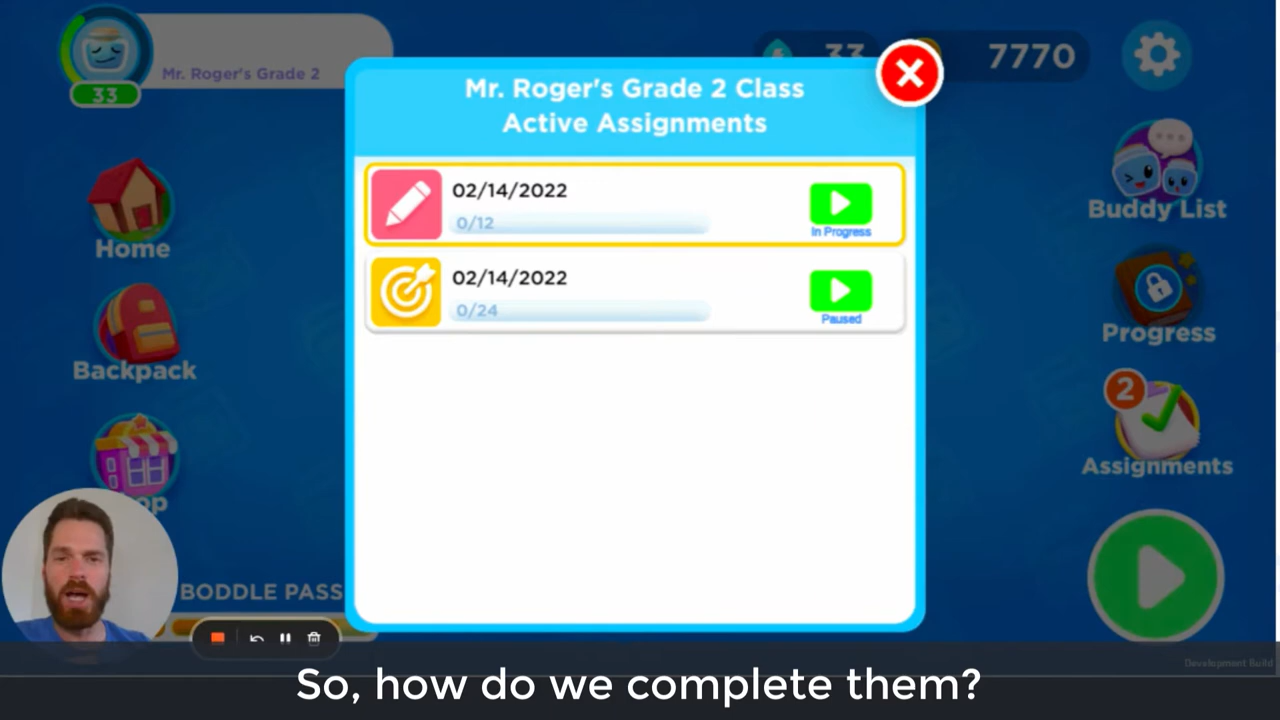 Mr. Roger's Grade 2
33
33
7770
Mr. Roger's Grade 2 Class
Active Assignments
02/14/2022
0/12
In Progress
02/14/2022
0/24
Paused
Home
Backpack
BODDLE PASS
Buddy List
Progress
2
Assignments
Development Build
So, how do we complete them?